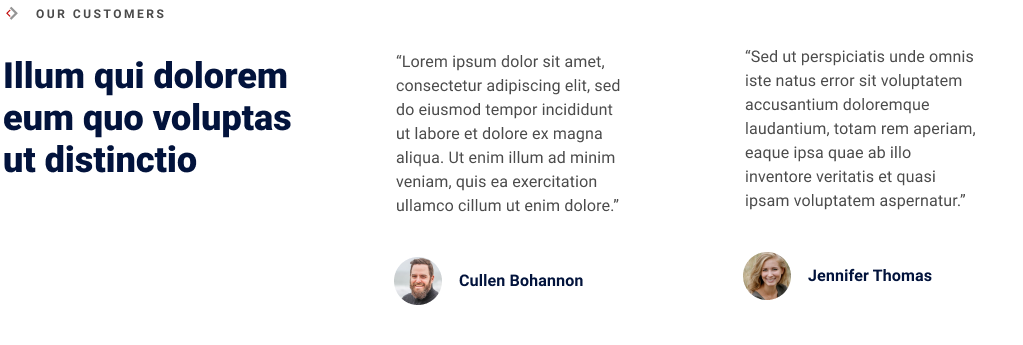 OUR CUSTOMERS
Illum qui dolorem
eum quo voluptas
ut distinctio
“Lorem ipsum dolor sit amet,
consectetur adipiscing elit, sed
do eiusmod tempor incididunt
ut labore et dolore ex magna
aliqua. Ut enim illum ad minim
veniam, quis ea exercitation
ullamco cillum ut enim dolore.”
Cullen Bohannon
“Sed ut perspiciatis unde omnis
iste natus error sit voluptatem
accusantium doloremque
laudantium, totam rem aperiam,
eaque ipsa quae ab illo
inventore veritatis et quasi
ipsam voluptatem aspernatur.”
Jennifer Thomas